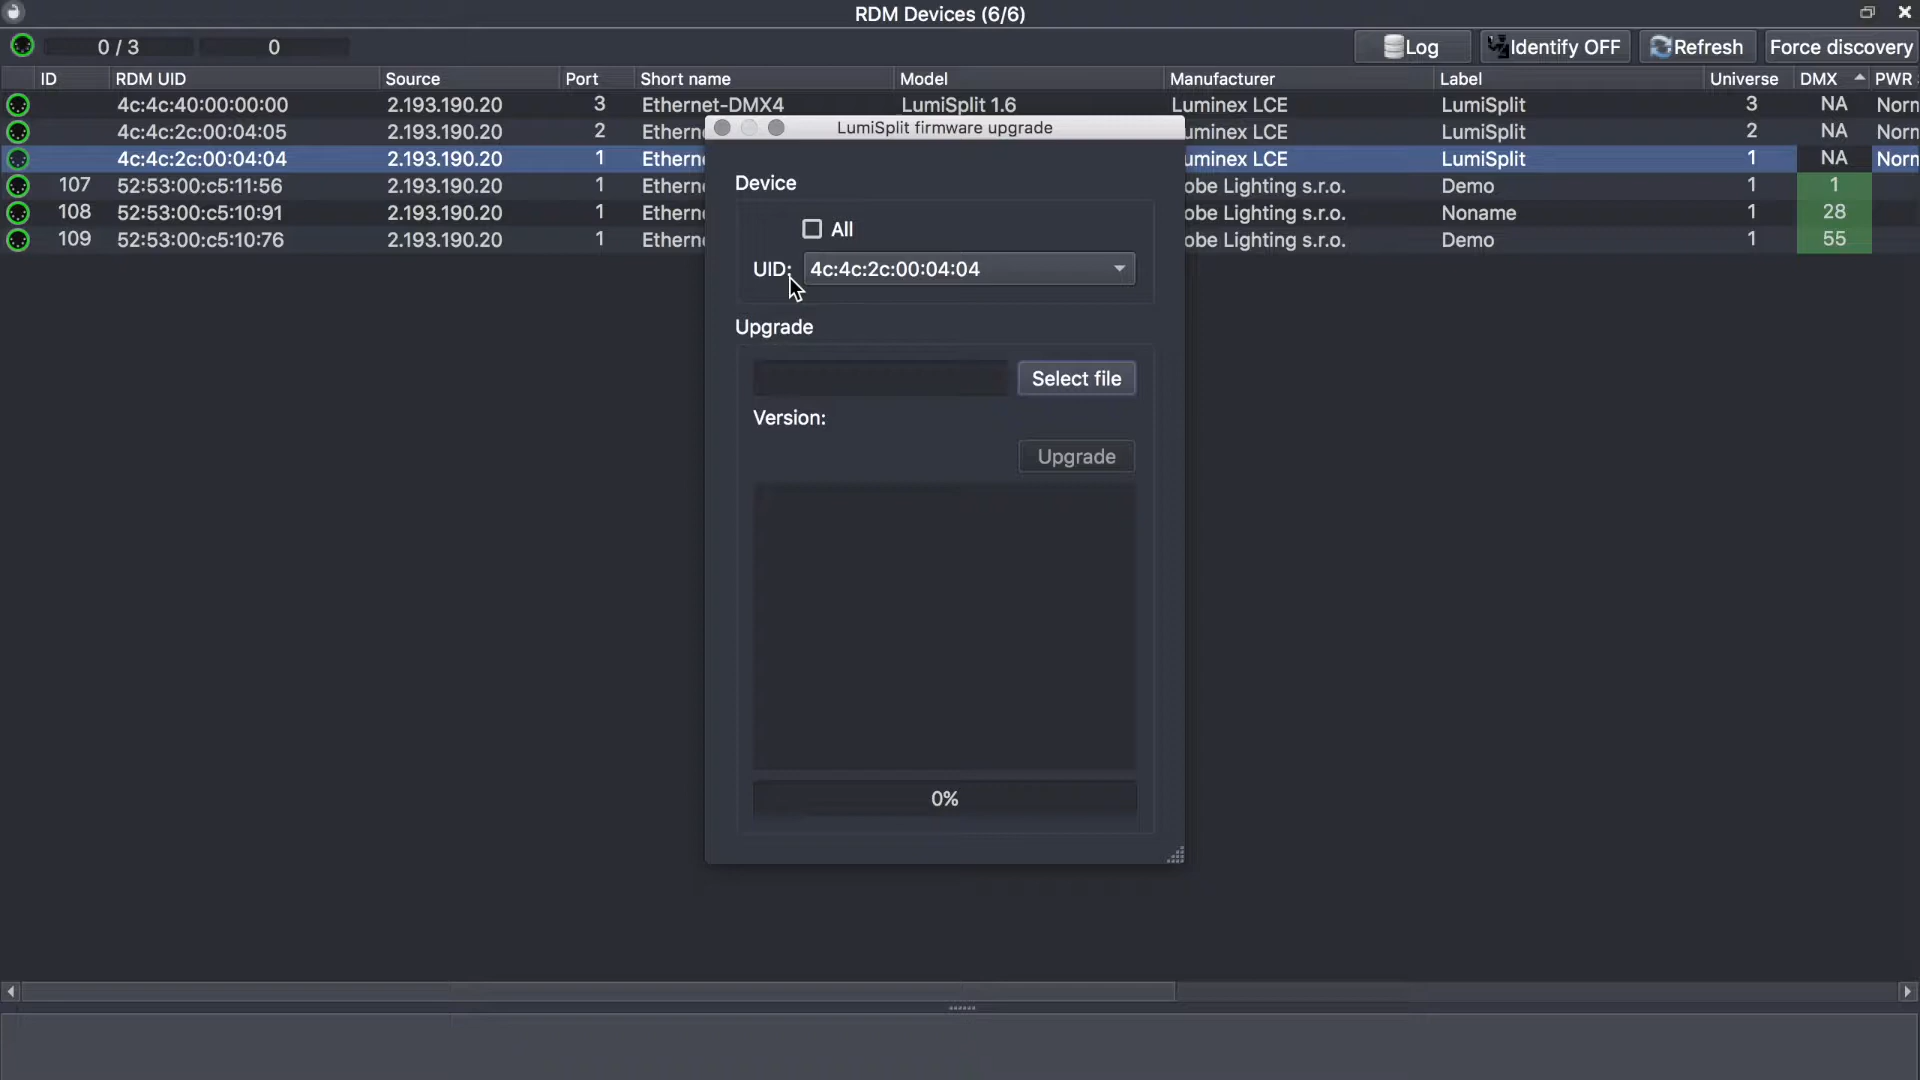 RDM Devices (6/6)
0 / 3 0 Log Identify OFF Refresh Force discovery
ID RDM UID Source Port Short name Model Manufacturer Label Universe DMX PWR
4c:4c:40:00:00:00 2.193.190.20 3 Ethernet-DMX4 LumiSplit 1.6 Luminex LCE LumiSplit 3 NA Norn
4c:4c:2c:00:04:05 2.193.190.20 2 Ethern uminex LCE LumiSplit 2 NA Norn
4c:4c:2c:00:04:04 2.193.190.20 1 Ethern uminex LCE LumiSplit 1 NA Norn
107 52:53:00:c5:11:56 2.193.190.20 1 Ethern obe Lighting s.r.o. Demo 1 1
108 52:53:00:c5:10:91 2.193.190.20 1 Ethern obe Lighting s.r.o. Noname 1 28
109 52:53:00:c5:10:76 2.193.190.20 1 Ethern obe Lighting s.r.o. Demo 1 55
LumiSplit firmware upgrade
Device
All
UID: 4c:4c:2c:00:04:04
Upgrade
Select file
Version:
Upgrade
0%